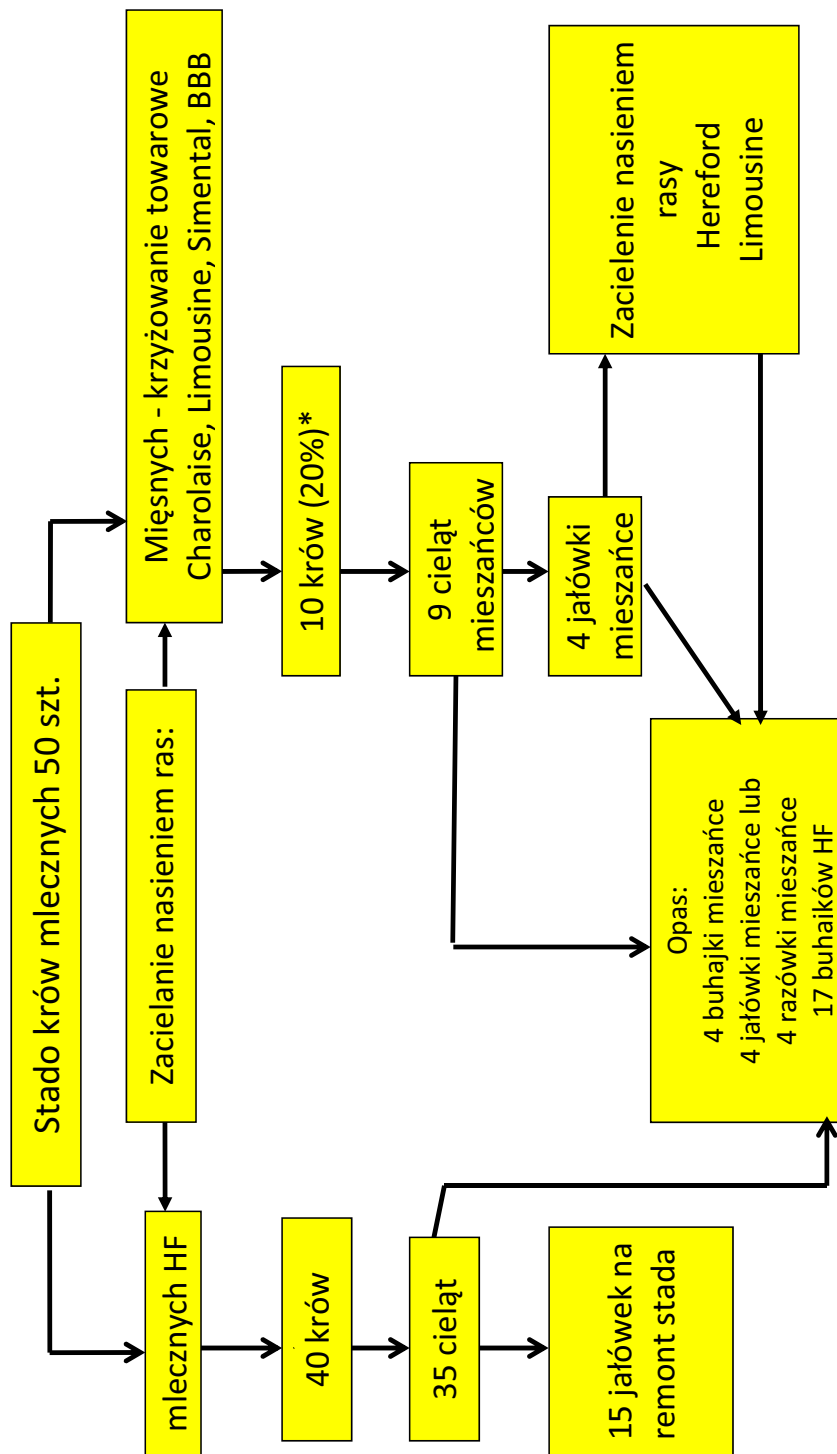 Stado krów mlecznych 50 szt.
Zacielanie nasieniem ras:
mlecznych HF
Mięsnych - krzyżowanie towarowe
Charolaise, Limousine, Simental, BBB
40 krów
10 krów (20%)*
35 cieląt
9 cieląt
mieszańców
15 jałówek na
remont stada
4 jałówki
mieszańce
Zacielenie nasieniem
rasy
Hereford
Limousine
Opas:
4 buhajki mieszańce
4 jałówki mieszańce lub
4 razówki mieszańce
17 buhaików HF